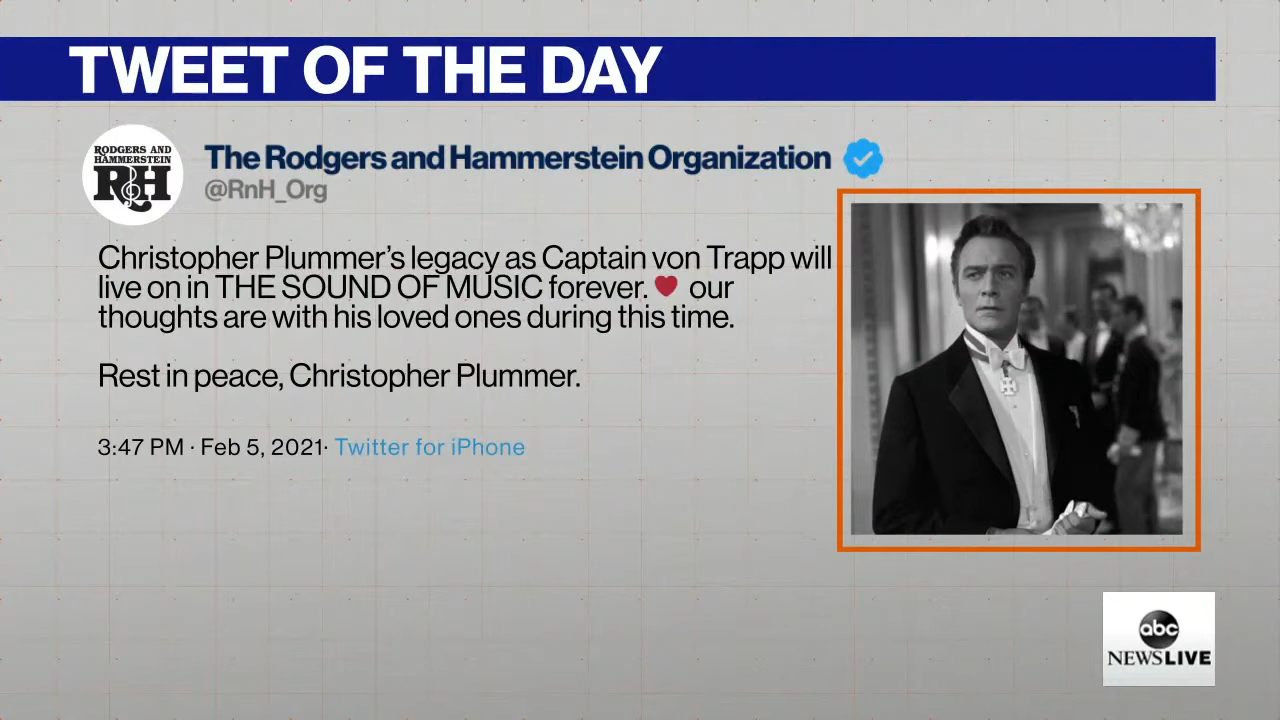 TWEET OF THE DAY
RODGERS AND
HAMMERSTEIN
R&H
The Rodgers and Hammerstein Organization
@RnH_Org
Christopher Plummer’s legacy as Captain von Trapp will
live on in THE SOUND OF MUSIC forever. ❤️ our
thoughts are with his loved ones during this time.
Rest in peace, Christopher Plummer.
3:47 PM · Feb 5, 2021· Twitter for iPhone
abc
NEWSLIVE